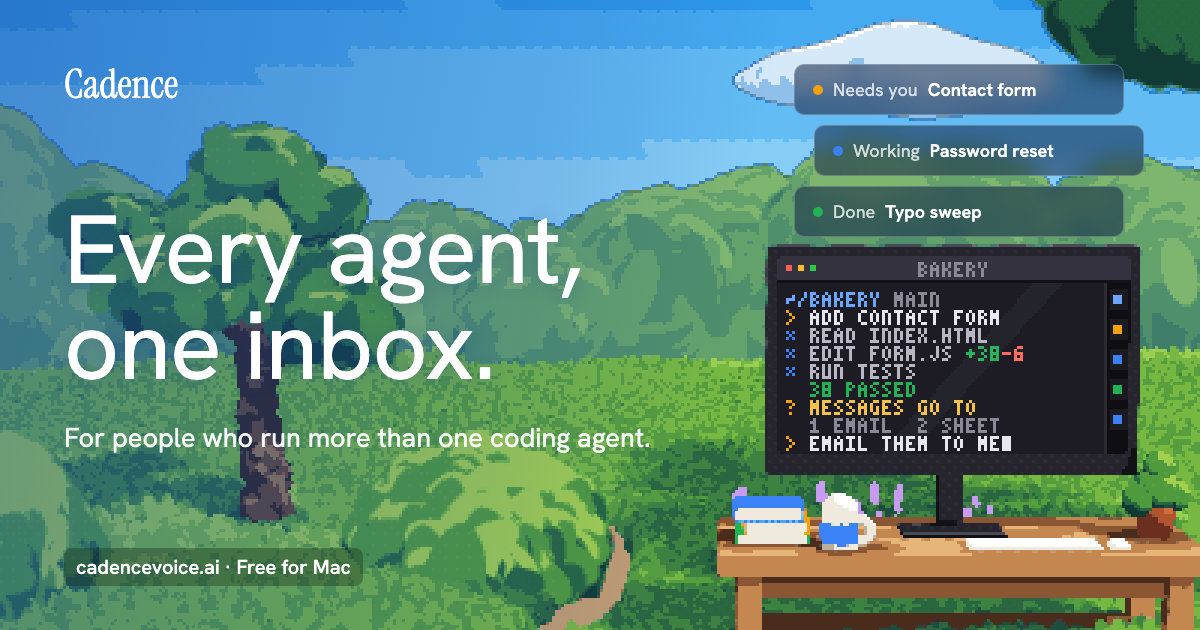 Cadence
Every agent,
one inbox.
For people who run more than one coding agent.
cadencevoice.ai · Free for Mac
Needs you Contact form
Working Password reset
Done Typo sweep
BAKERY
~/BAKERY MAIN
> ADD CONTACT FORM
× READ INDEX.HTML
× EDIT FORM.JS +38-6
× RUN TESTS
38 PASSED
? MESSAGES GO TO
1 EMAIL 2 SHEET
> EMAIL THEM TO ME